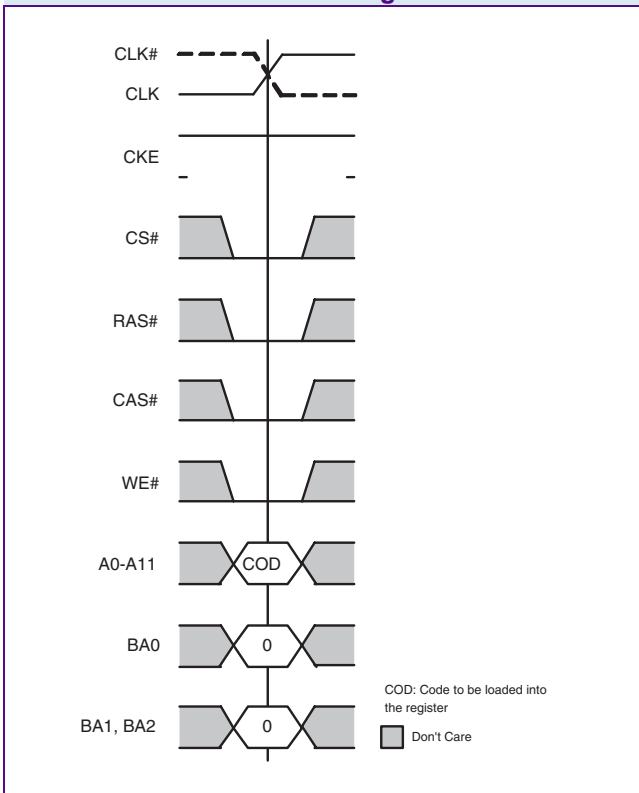 CLK#
CLK
CKE
CS#
RAS#
CAS#
WE#
A0-A11
COD
BA0
0
BA1, BA2
0
COD: Code to be loaded into
the register
Don't Care